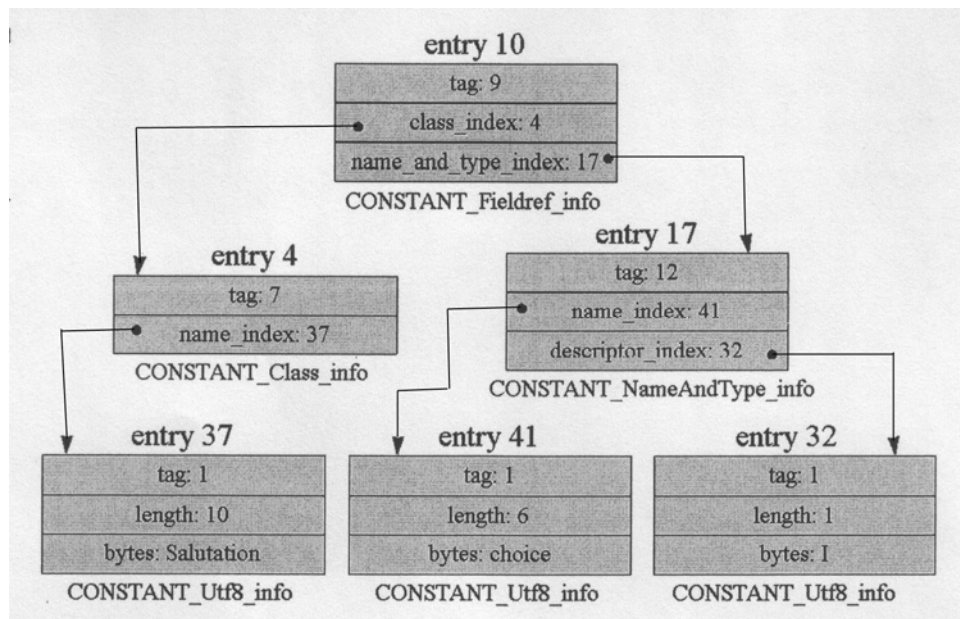 entry 10
tag: 9
class_index: 4
name_and_type_index: 17
CONSTANT_Fieldref_info
entry 4
tag: 7
name_index: 37
CONSTANT_Class_info
entry 17
tag: 12
name_index: 41
descriptor_index: 32
CONSTANT_NameAndType_info
entry 37
tag: 1
length: 10
bytes: Salutation
CONSTANT_Utf8_info
entry 41
tag: 1
length: 6
bytes: choice
CONSTANT_Utf8_info
entry 32
tag: 1
length: 1
bytes: I
CONSTANT_Utf8_info